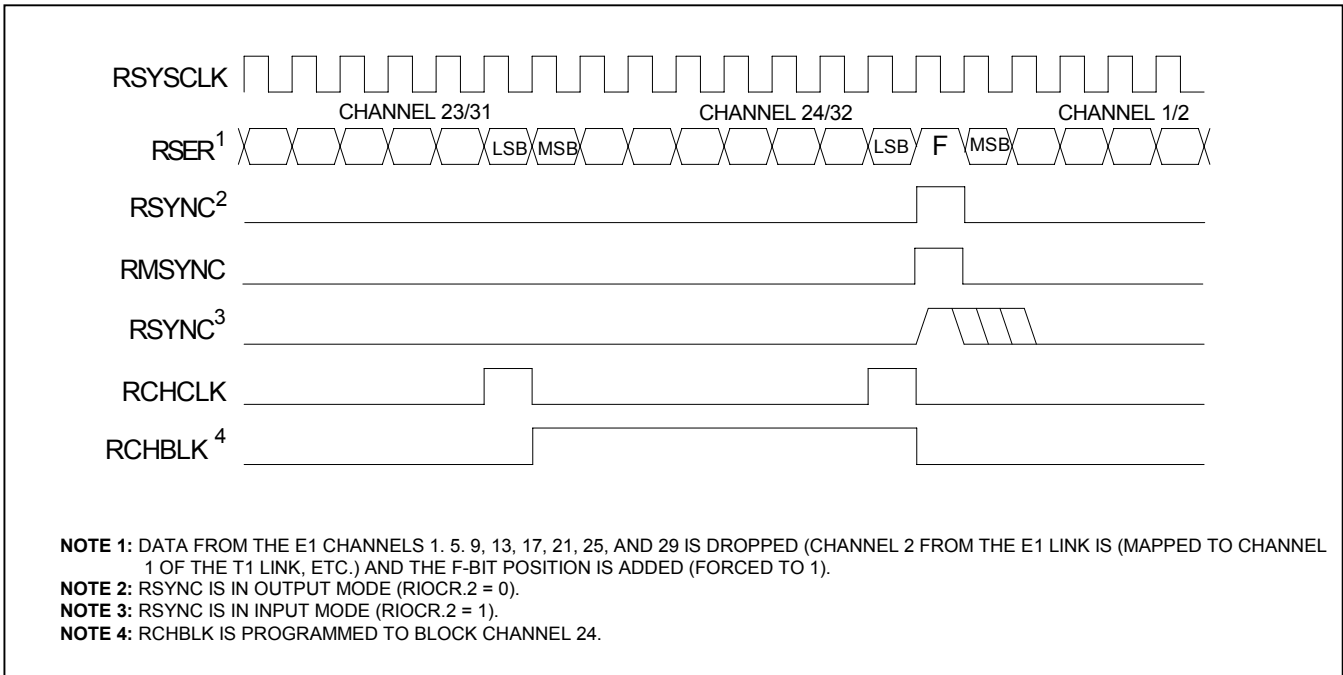 RSYSCLK
CHANNEL 23/31 CHANNEL 24/32 CHANNEL 1/2
RSER1 LSB MSB LSB F MSB
RSYNC2
RMSYNC
RSYNC3
RCHCLK
RCHBLK 4
NOTE 1: DATA FROM THE E1 CHANNELS 1. 5. 9, 13, 17, 21, 25, AND 29 IS DROPPED (CHANNEL 2 FROM THE E1 LINK IS (MAPPED TO CHANNEL
1 OF THE T1 LINK, ETC.) AND THE F-BIT POSITION IS ADDED (FORCED TO 1).
NOTE 2: RSYNC IS IN OUTPUT MODE (RIOCR.2 = 0).
NOTE 3: RSYNC IS IN INPUT MODE (RIOCR.2 = 1).
NOTE 4: RCHBLK IS PROGRAMMED TO BLOCK CHANNEL 24.